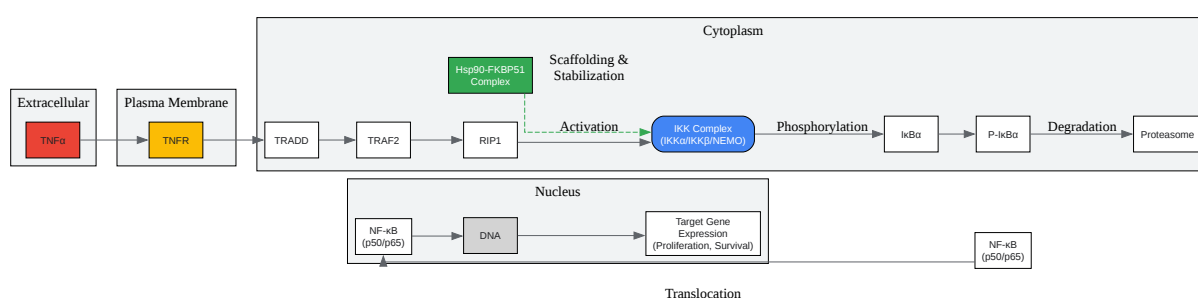 Cytoplasm
Hsp90-FKBP51
Complex
Scaffolding &
Stabilization
Extracellular
Plasma Membrane
TNFα
TNFR
TRADD
TRAF2
RIP1
Activation
IKK Complex
(IKKα/IKKβ/NEMO)
Phosphorylation
IκBα
P-IκBα
Degradation
Proteasome
Nucleus
NF-κB
(p50/p65)
DNA
Target Gene
Expression
(Proliferation, Survival)
NF-κB
(p50/p65)
Translocation